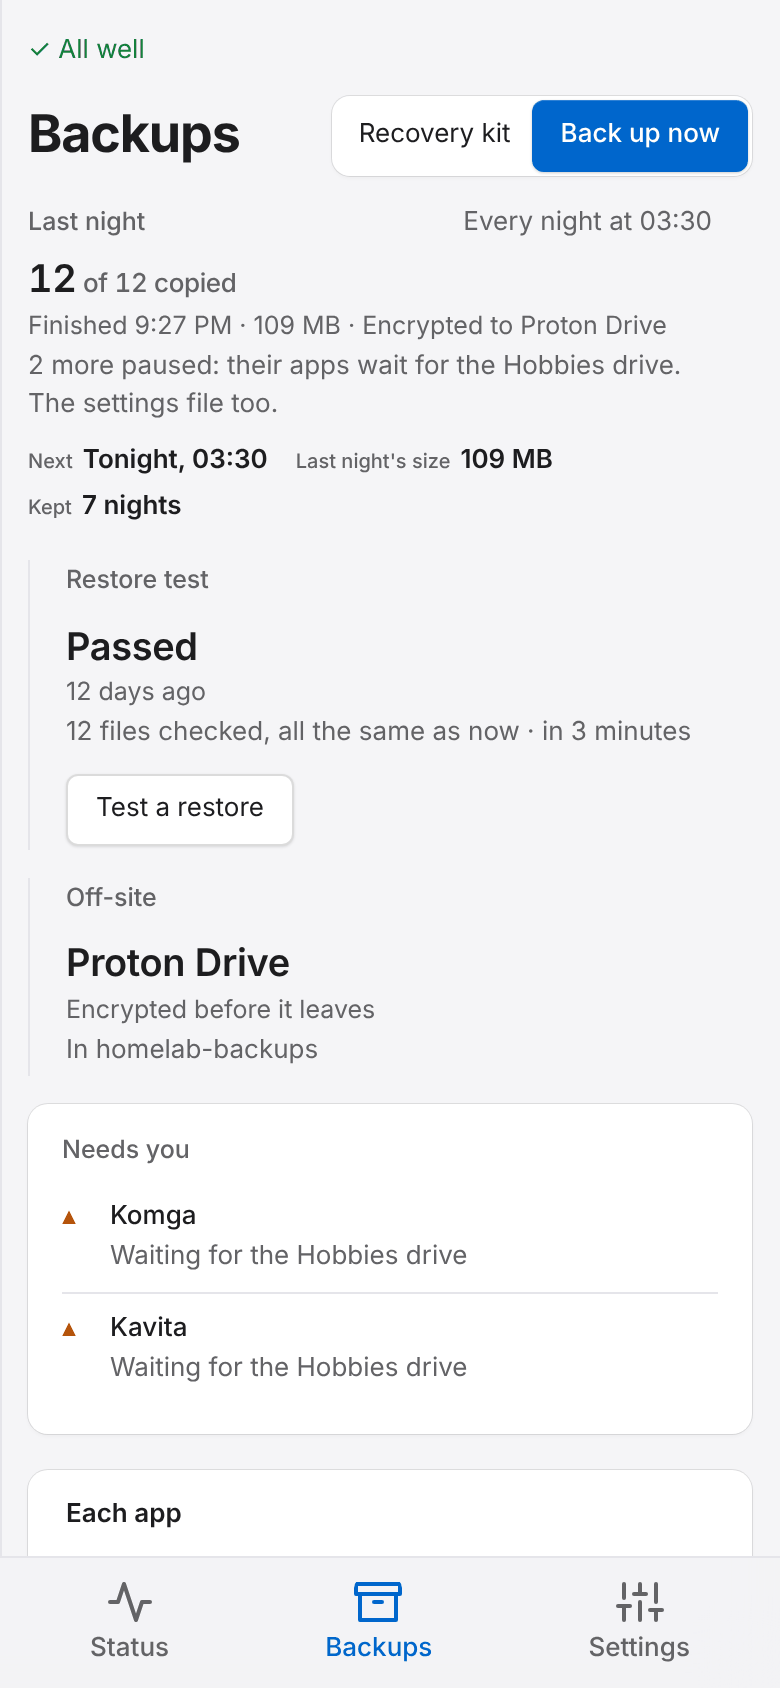 All well
Backups
Recovery kit
Back up now
Last night
Every night at 03:30
12 of 12 copied
Finished 9:27 PM · 109 MB · Encrypted to Proton Drive
2 more paused: their apps wait for the Hobbies drive.
The settings file too.
Next Tonight, 03:30 Last night's size 109 MB
Kept 7 nights
Restore test
Passed
12 days ago
12 files checked, all the same as now · in 3 minutes
Test a restore
Off-site
Proton Drive
Encrypted before it leaves
In homelab-backups
Needs you
Komga
Waiting for the Hobbies drive
Kavita
Waiting for the Hobbies drive
Each app
Status
Backups
Settings